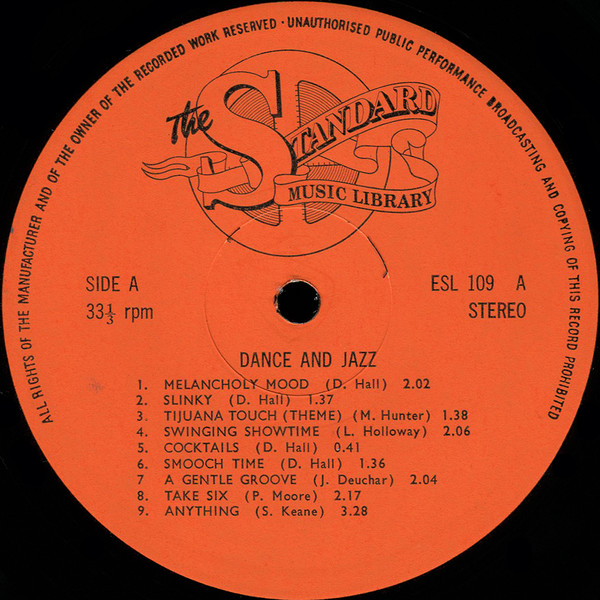 ALL RIGHTS OF THE MANUFACTURER AND OF THE OWNER OF THE RECORDED WORK RESERVED · UNAUTHORISED PUBLIC PERFORMANCE BROADCASTING AND COPYING OF THIS RECORD PROHIBITED
The STANDARD
MUSIC LIBRARY
SIDE A
33⅓ rpm
ESL 109 A
STEREO
DANCE AND JAZZ
1. MELANCHOLY MOOD (D. Hall) 2.02
2. SLINKY (D. Hall) 1.37
3. TIJUANA TOUCH (THEME) (M. Hunter) 1.38
4. SWINGING SHOWTIME (L. Holloway) 2.06
5. COCKTAILS (D. Hall) 0.41
6. SMOOCH TIME (D. Hall) 1.36
7 A GENTLE GROOVE (J. Deuchar) 2.04
8. TAKE SIX (P. Moore) 2.17
9. ANYTHING (S. Keane) 3.28